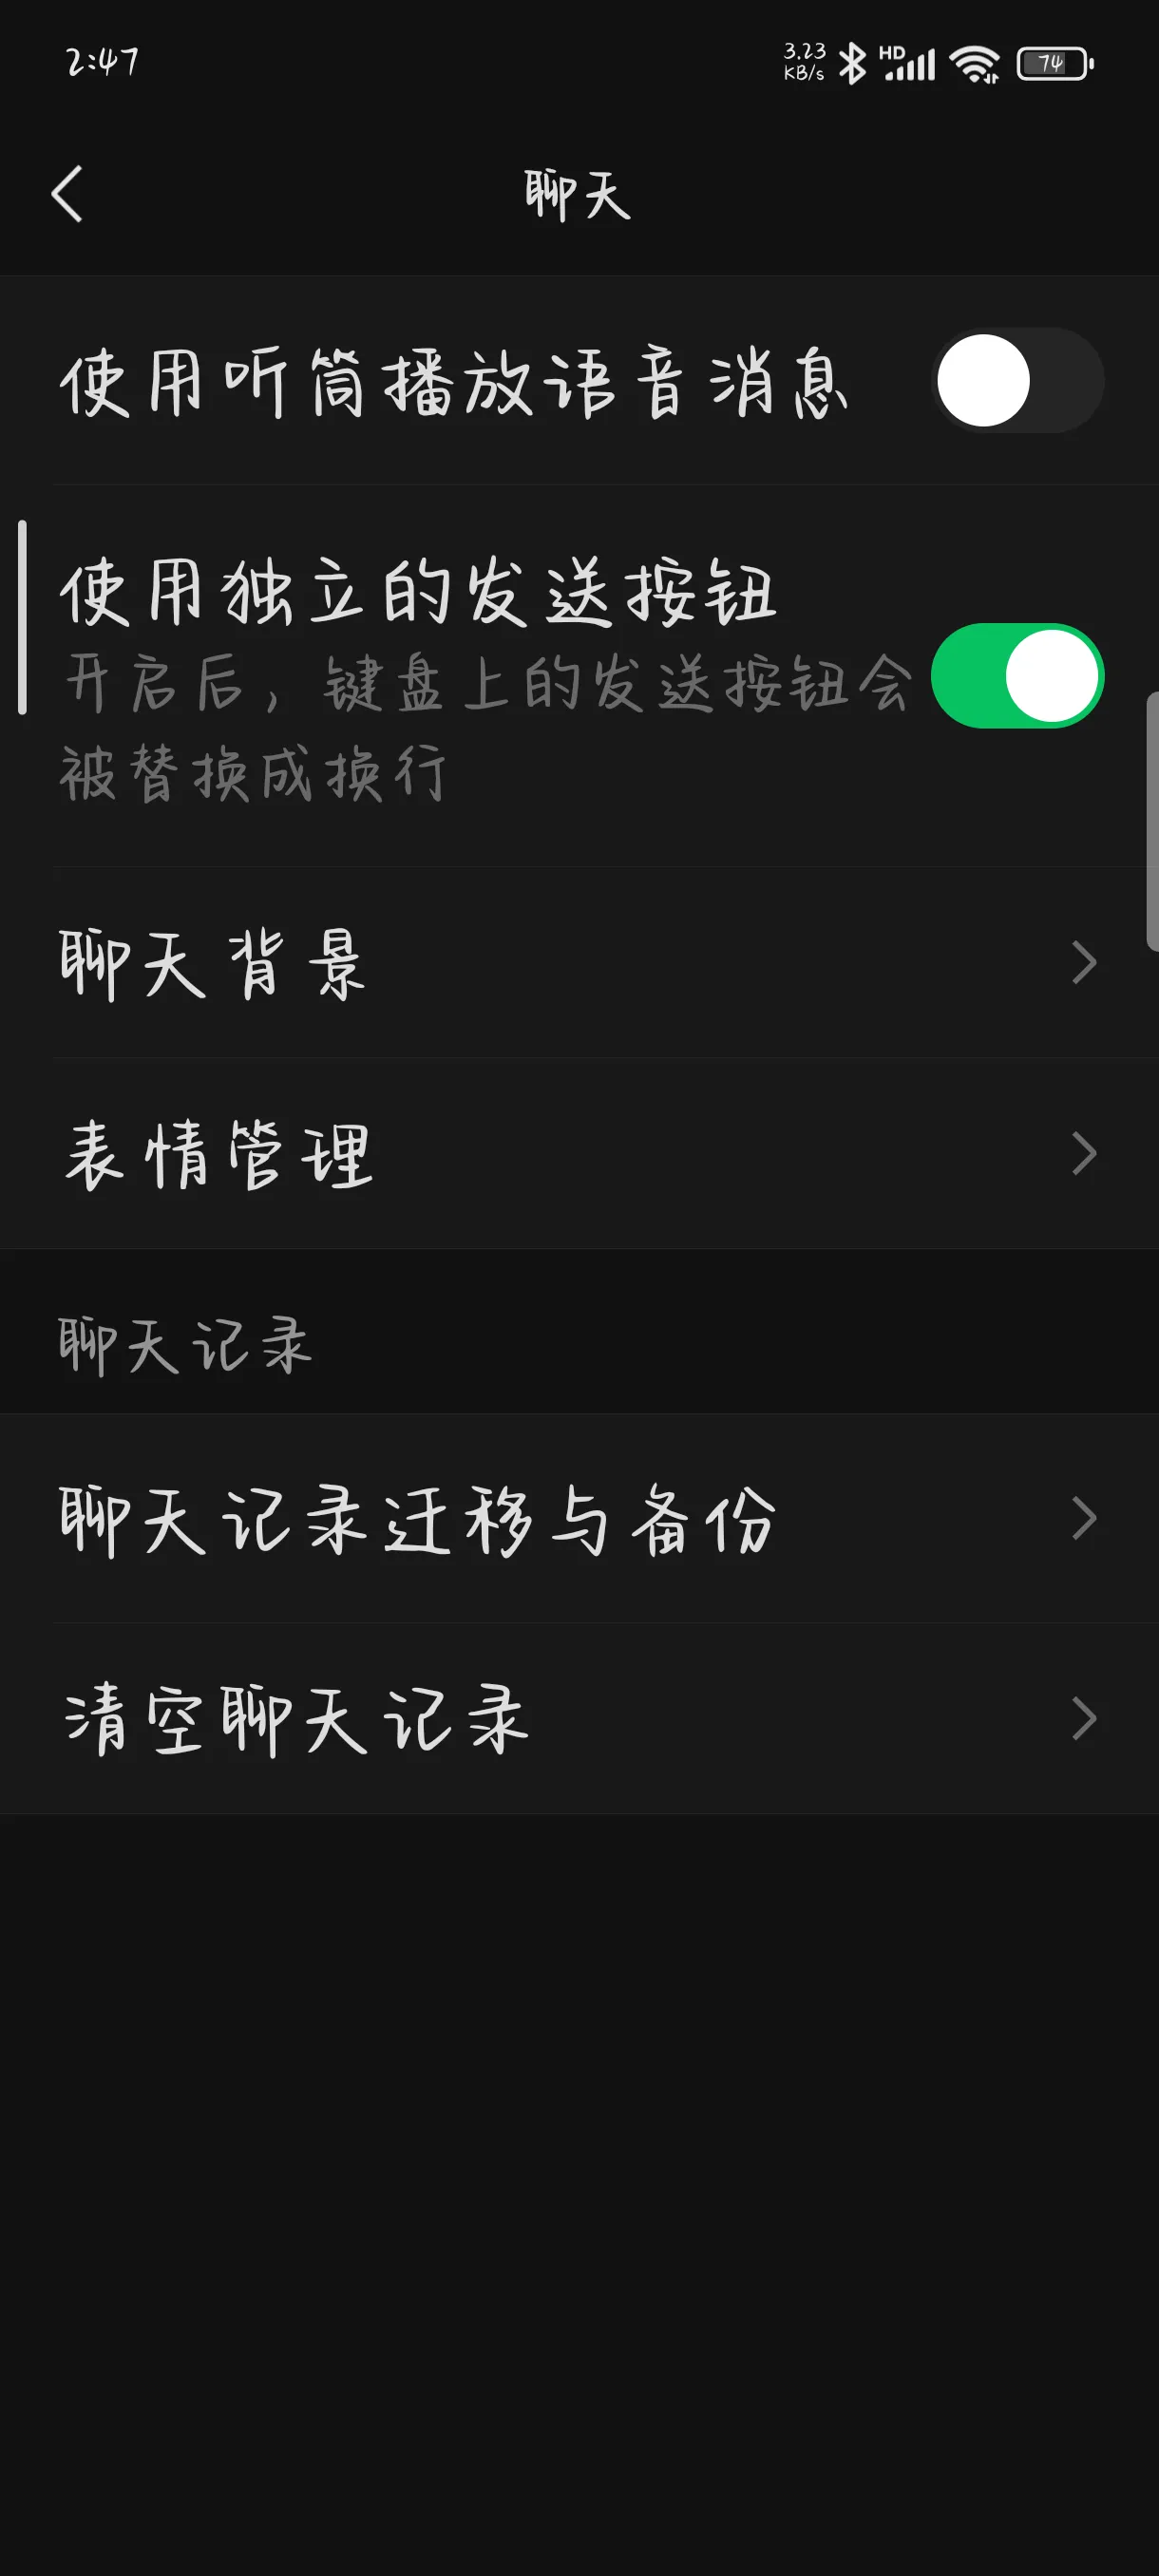 2:47
3.23
KB/s
HD
74
聊天
使用听筒播放语音消息
使用独立的发送按钮
开启后，键盘上的发送按钮会
被替换成换行
聊天背景
表情管理
聊天记录
聊天记录迁移与备份
清空聊天记录